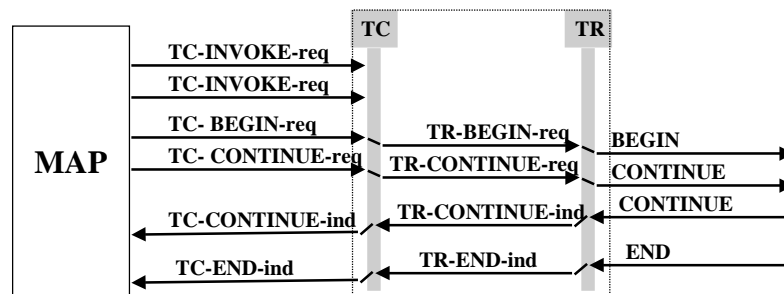 TC TR
TC-INVOKE-req
TC-INVOKE-req
TC- BEGIN-req TR-BEGIN-req BEGIN
MAP TC- CONTINUE-req TR-CONTINUE-req CONTINUE
TC-CONTINUE-ind TR-CONTINUE-ind CONTINUE
TC-END-ind TR-END-ind END